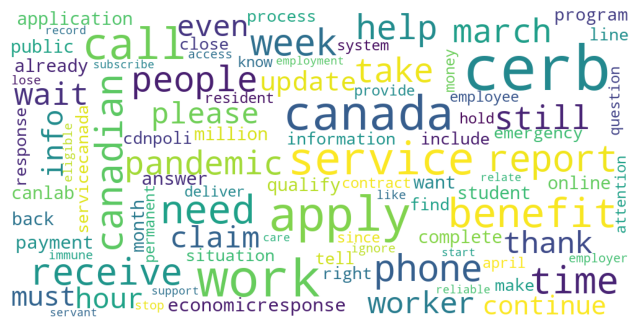 application process program
public call even week help march cerb line
close system know access
record subscribe employment
already people update take money
lose resident provide
wait canada employee still question
response info please hold
cdnpoli million information include emergency
eligible servicecanada canadian pandemic service report
answer qualify contract want student online
canlab deliver relate attention
back need apply like find benefit
month permanent claim care since complete thank
payment situation tell ignore start april employer
immune receive work right phone make time
must hour support reliable worker continue
servant stop economicresponse